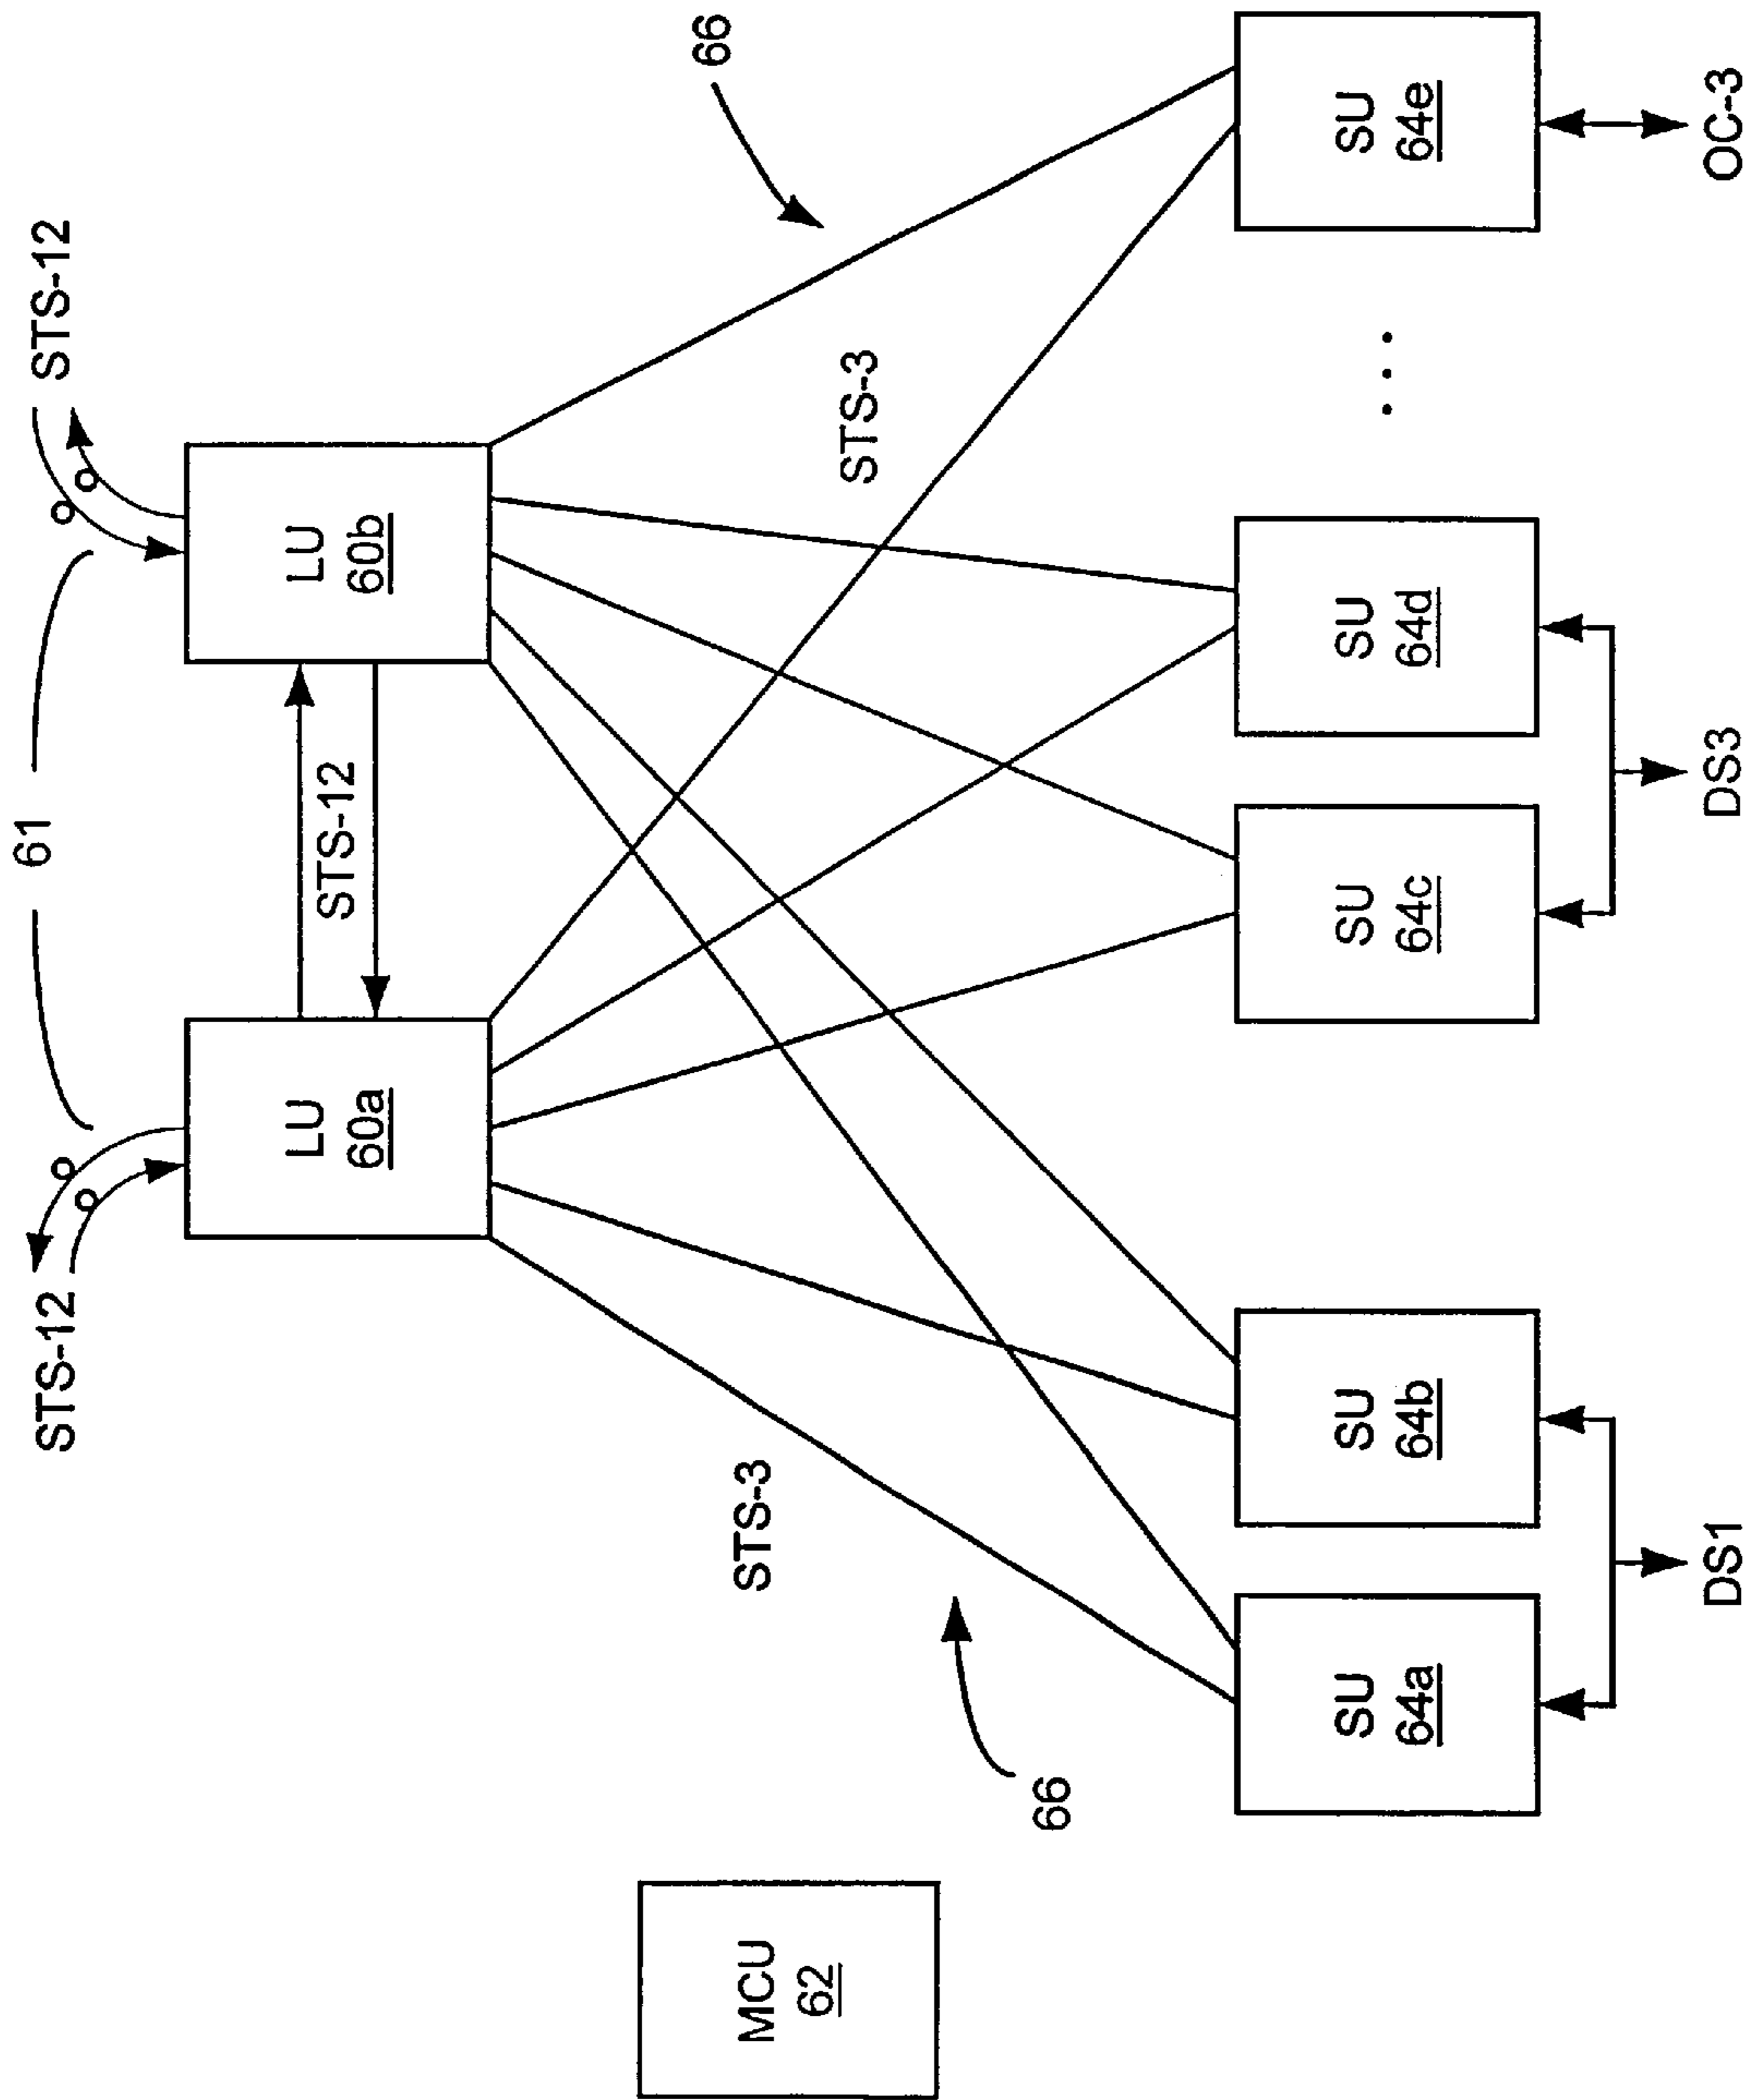 61
STS-12
STS-12
LU
60a
STS-12
LU
60b
66
STS-3
STS-3
66
MCU
62
SU
64a
SU
64b
SU
64c
SU
64d
...
SU
64e
DS1
DS3
OC-3